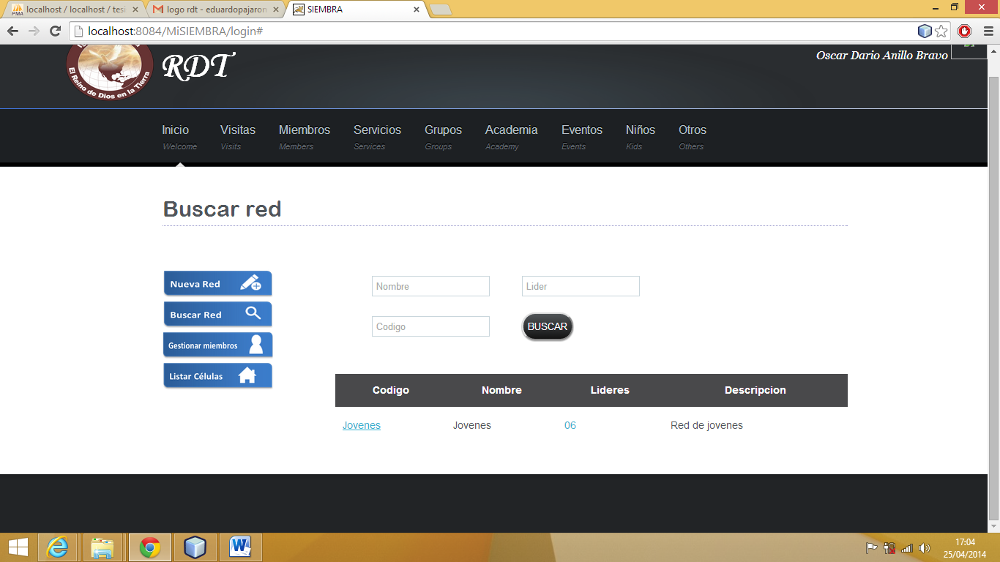 localhost / localhost / tesi
logo rdt - eduardopajaron
SIEMBRA
localhost:8084/MiSIEMBRA/login#
El Reino de Dios en la Tierra
RDT
Oscar Dario Anillo Bravo
Inicio Visitas Miembros Servicios Grupos Academia Eventos Niños Otros
Welcome Visits Members Services Groups Academy Events Kids Others
Buscar red
Nueva Red
Nombre Lider
Buscar Red
Codigo BUSCAR
Gestionar miembros
Listar Células
Codigo Nombre Lideres Descripcion
Jovenes Jovenes 06 Red de jovenes
17:04
25/04/2014